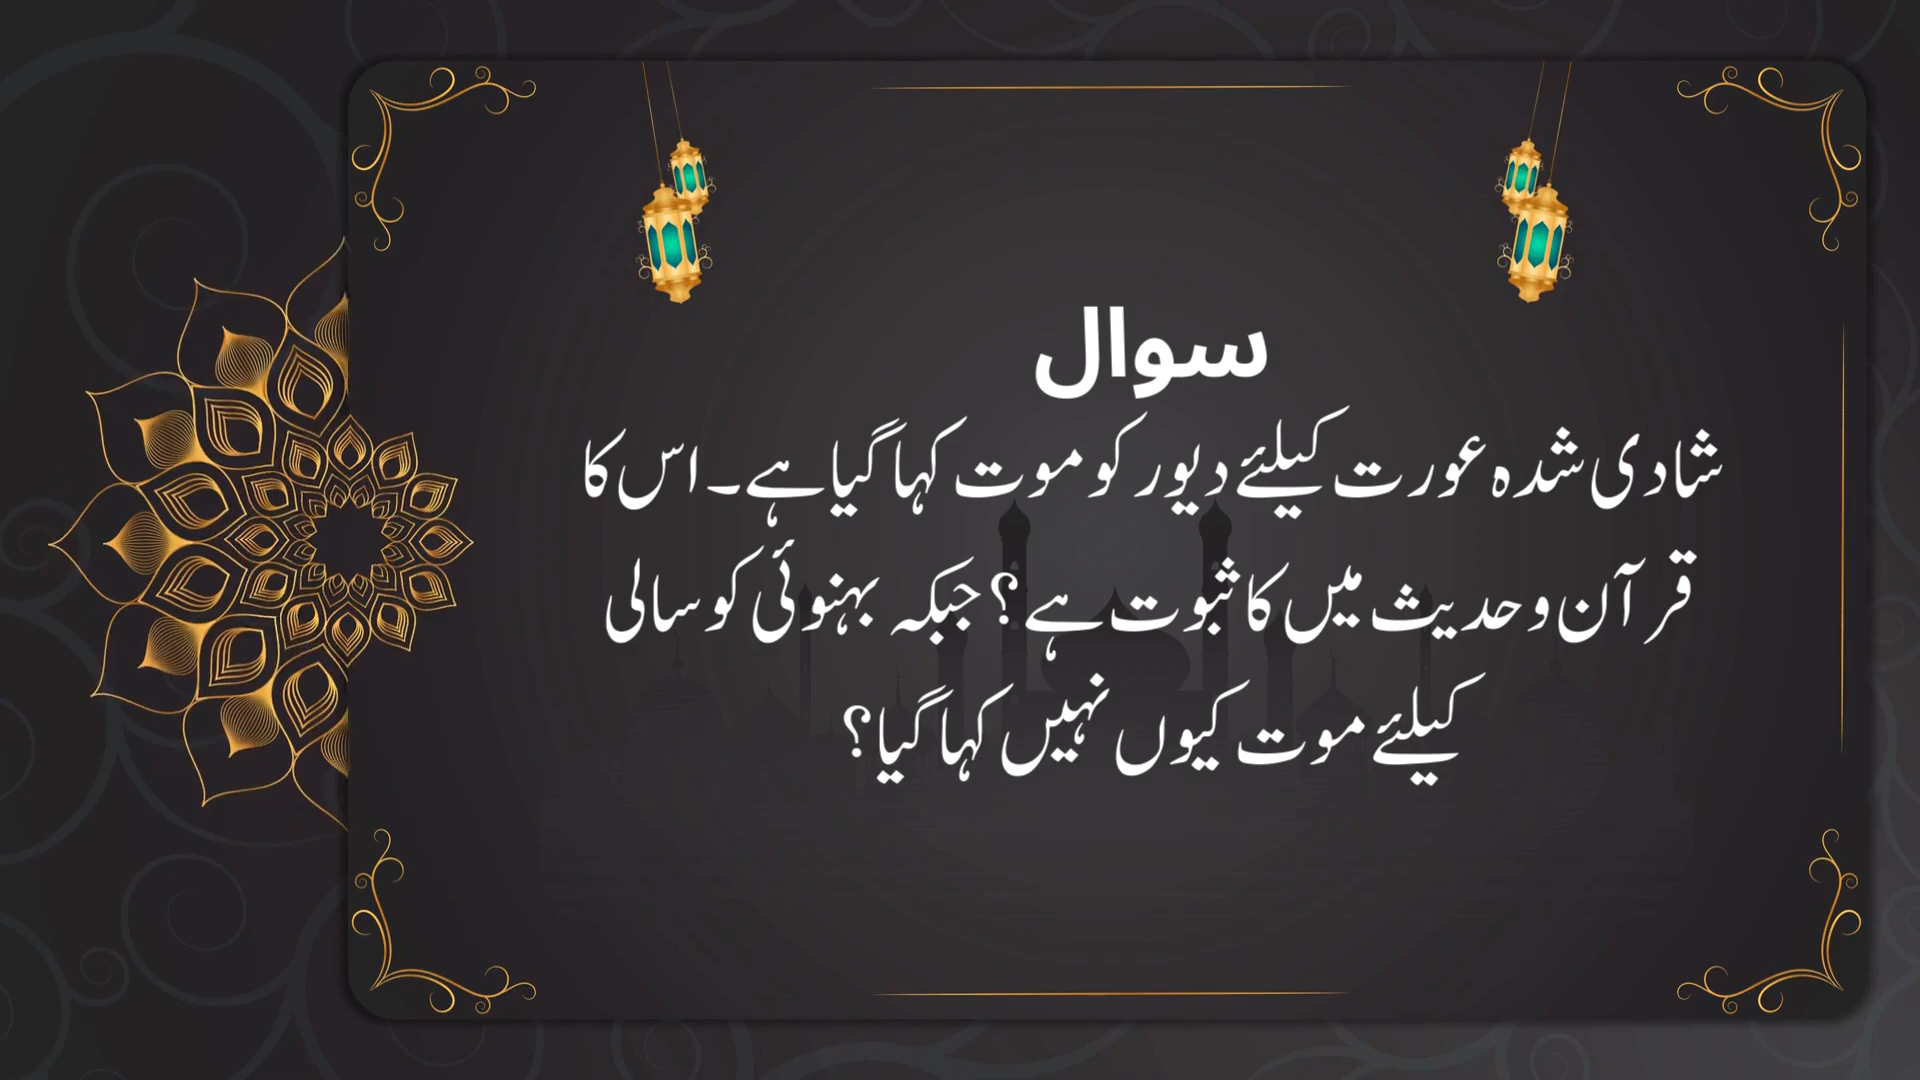 سوال
شادی شدہ عورت کیلئے دیور کو موت کہا گیا ہے۔ اس کا
قرآن و حدیث میں کا ثبوت ہے؟ جبکہ بہنوئی کو سالی
کیلئے موت کیوں نہیں کہا گیا؟